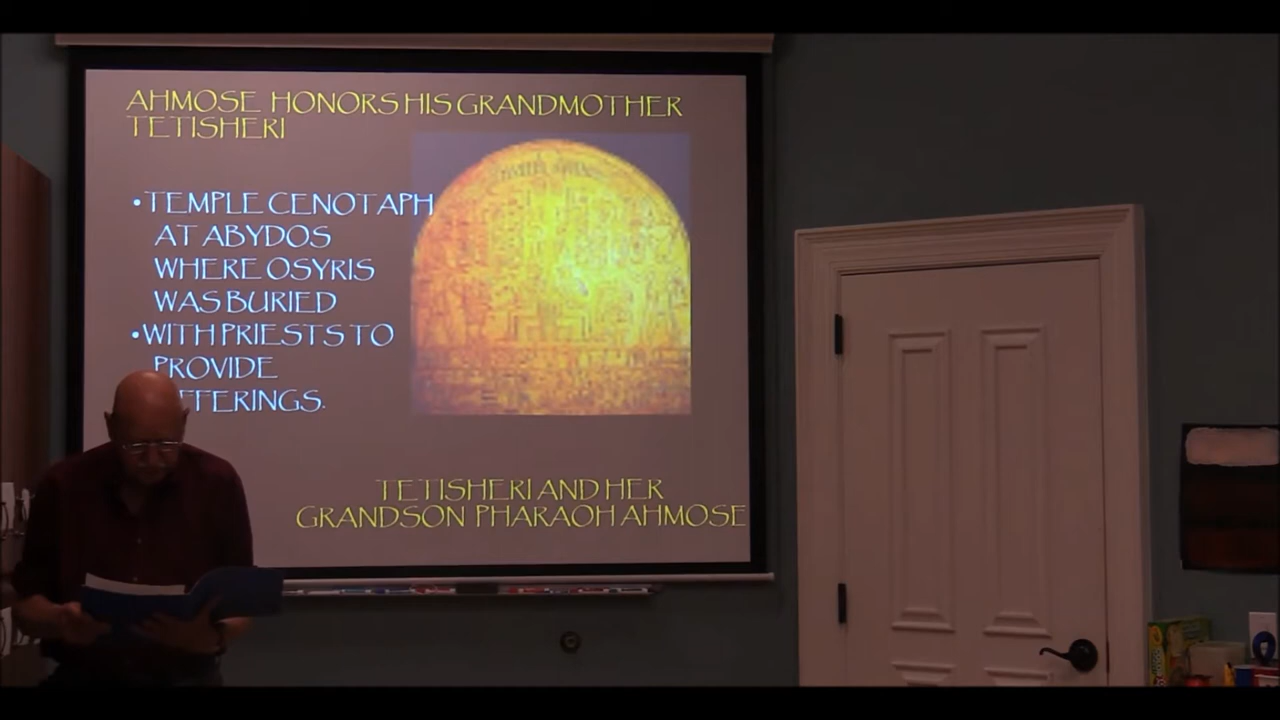 AHMOSE HONORS HIS GRANDMOTHER
TETISHERI
•TEMPLE CENOTAPH
AT ABYDOS
WHERE OSYRIS
WAS BURIED
•WITH PRIESTS TO
PROVIDE
FFERINGS.
TETISHERI AND HER
GRANDSON PHARAOH AHMOSE